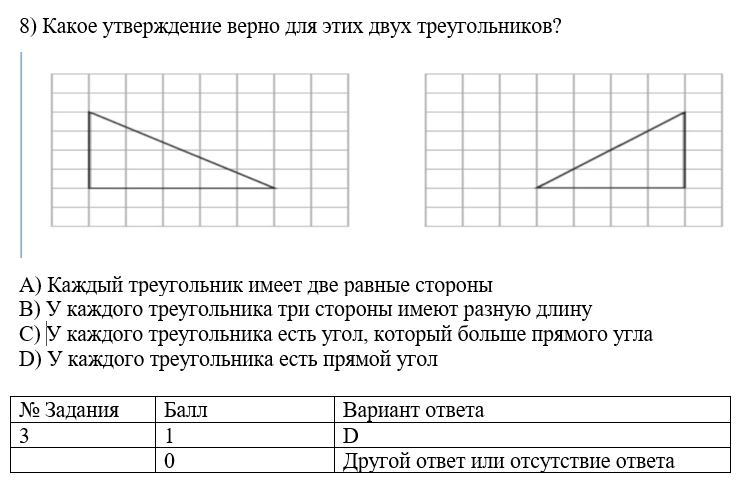 8) Какое утверждение верно для этих двух треугольников?
A) Каждый треугольник имеет две равные стороны
B) У каждого треугольника три стороны имеют разную длину
C) У каждого треугольника есть угол, который больше прямого угла
D) У каждого треугольника есть прямой угол
№ Задания Балл Вариант ответа
3 1 D
0 Другой ответ или отсутствие ответа